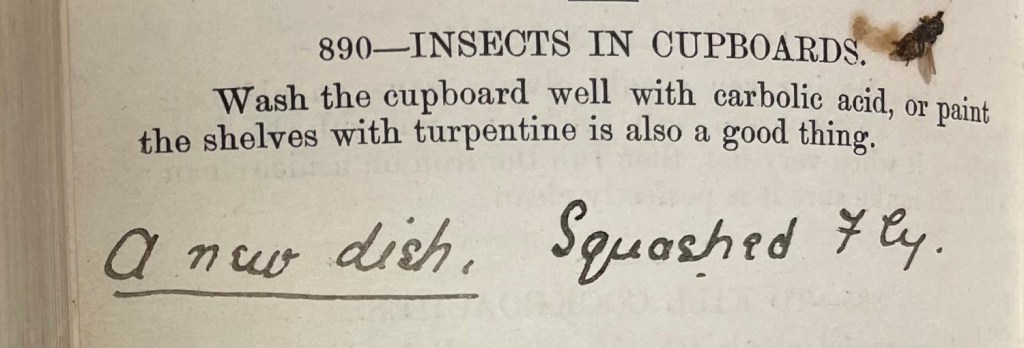 890—INSECTS IN CUPBOARDS.
Wash the cupboard well with carbolic acid, or paint
the shelves with turpentine is also a good thing.
A new dish. Squashed Fly.